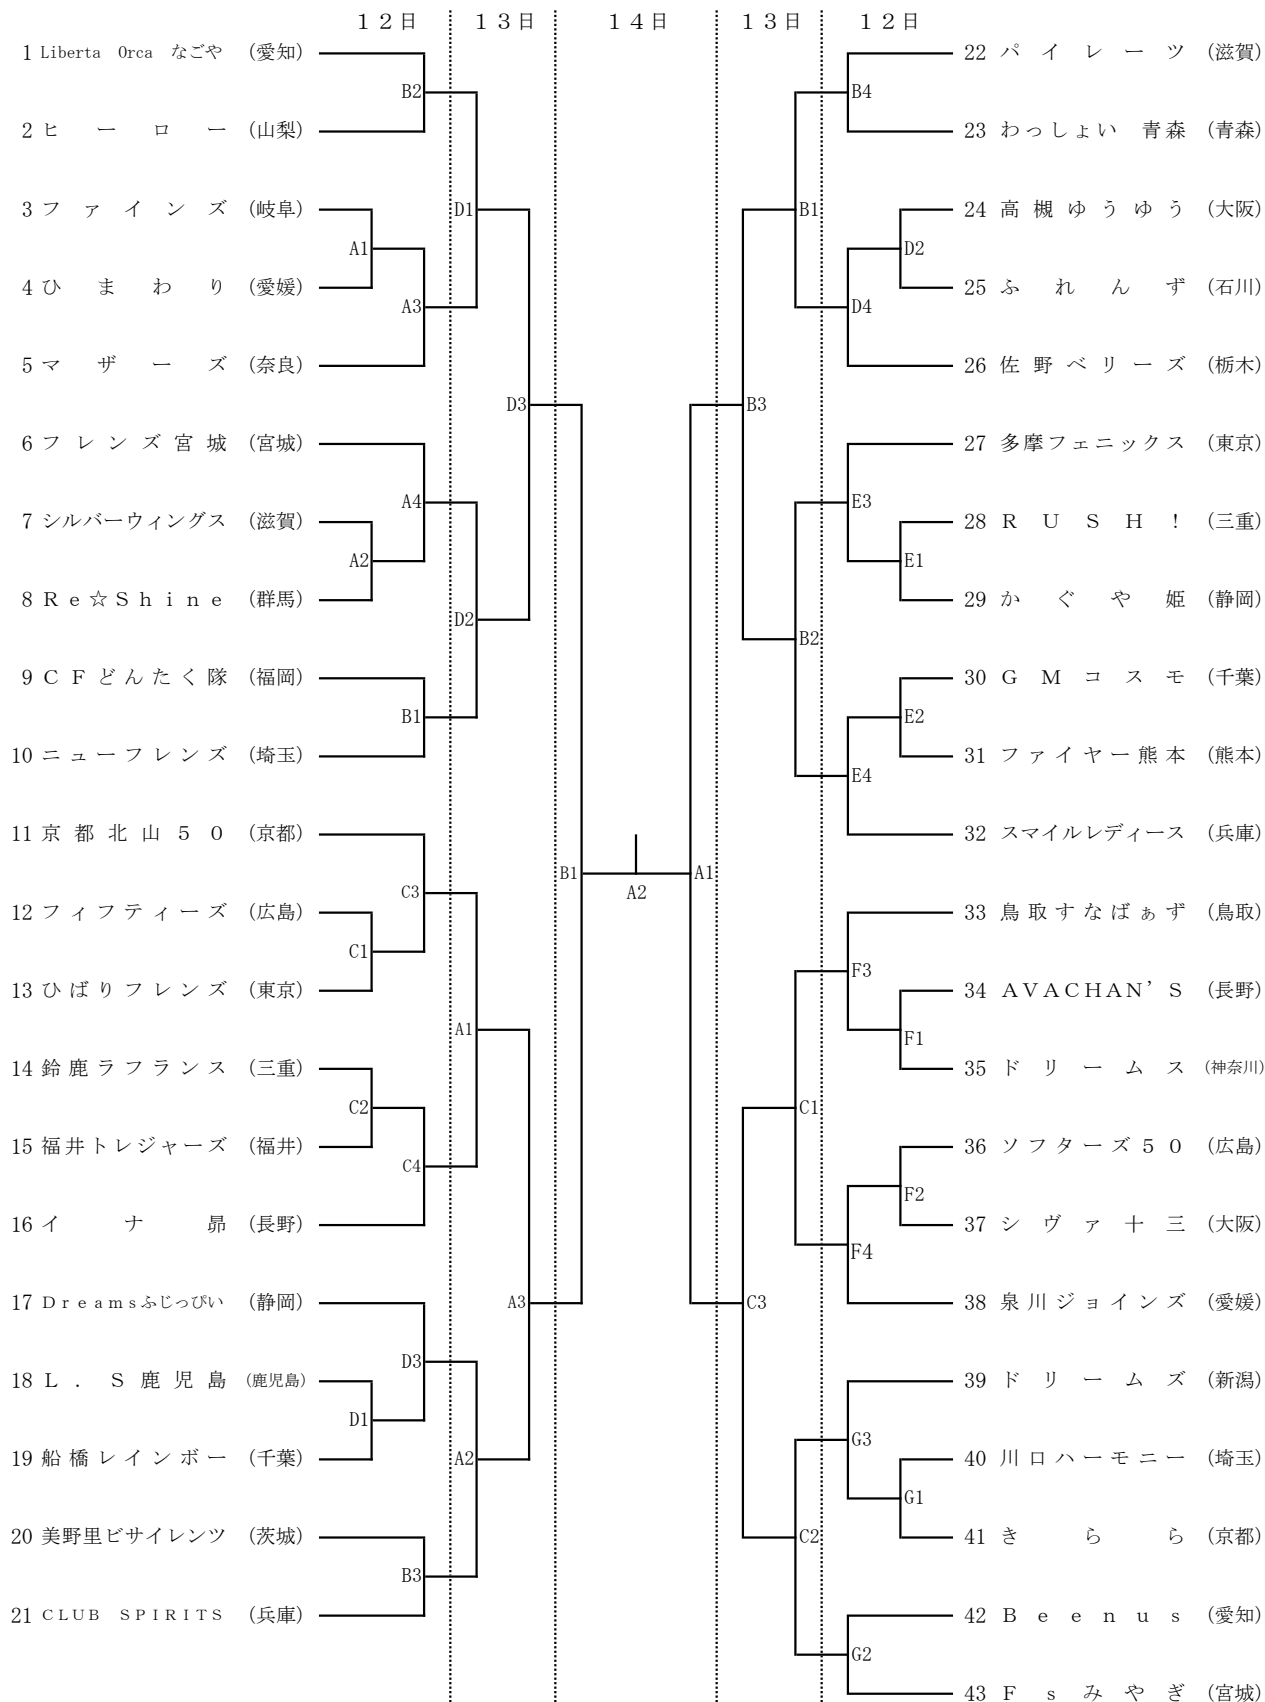 １２日 １３日 １４日 １３日 １２日
1 Liberta Orca なごや （愛知）
B2
2 ヒーロー （山梨）
3 ファインズ （岐阜）
D1
A1
4 ひまわり （愛媛）
A3
5 マザーズ （奈良）
D3
6 フレンズ宮城 （宮城）
A4
7 シルバーウィングス （滋賀）
A2
8 Ｒｅ☆Ｓｈｉｎｅ （群馬）
D2
9 ＣＦどんたく隊 （福岡）
B1
10 ニューフレンズ （埼玉）
11 京都北山５０ （京都）
B1
C3
12 フィフティーズ （広島）
C1
13 ひばりフレンズ （東京）
A1
14 鈴鹿ラフランス （三重）
C2
15 福井トレジャーズ （福井）
C4
16 イナ昴 （長野）
17 Ｄｒｅａｍｓふじっぴい （静岡）
A3
D3
18 Ｌ．Ｓ鹿児島 （鹿児島）
D1
19 船橋レインボー （千葉）
A2
20 美野里ビサイレンツ （茨城）
B3
21 ＣＬＵＢ ＳＰＩＲＩＴＳ （兵庫）
A2
22 パイレーツ （滋賀）
B4
23 わっしょい 青森 （青森）
B1
24 高槻ゆうゆう （大阪）
D2
25 ふれんず （石川）
D4
26 佐野ベリーズ （栃木）
B3
27 多摩フェニックス （東京）
E3
28 ＲＵＳＨ！ （三重）
E1
29 かぐや姫 （静岡）
B2
30 ＧＭコスモ （千葉）
E2
31 ファイヤー熊本 （熊本）
E4
32 スマイルレディース （兵庫）
A1
33 鳥取すなばぁず （鳥取）
F3
34 ＡＶＡＣＨＡＮ’Ｓ （長野）
F1
35 ドリームス （神奈川）
C1
36 ソフターズ５０ （広島）
F2
37 シヴァ十三 （大阪）
F4
38 泉川ジョインズ （愛媛）
C3
39 ドリームズ （新潟）
G3
40 川口ハーモニー （埼玉）
G1
41 きらら （京都）
C2
42 Ｂｅｅｎｕｓ （愛知）
G2
43 Ｆｓみやぎ （宮城）